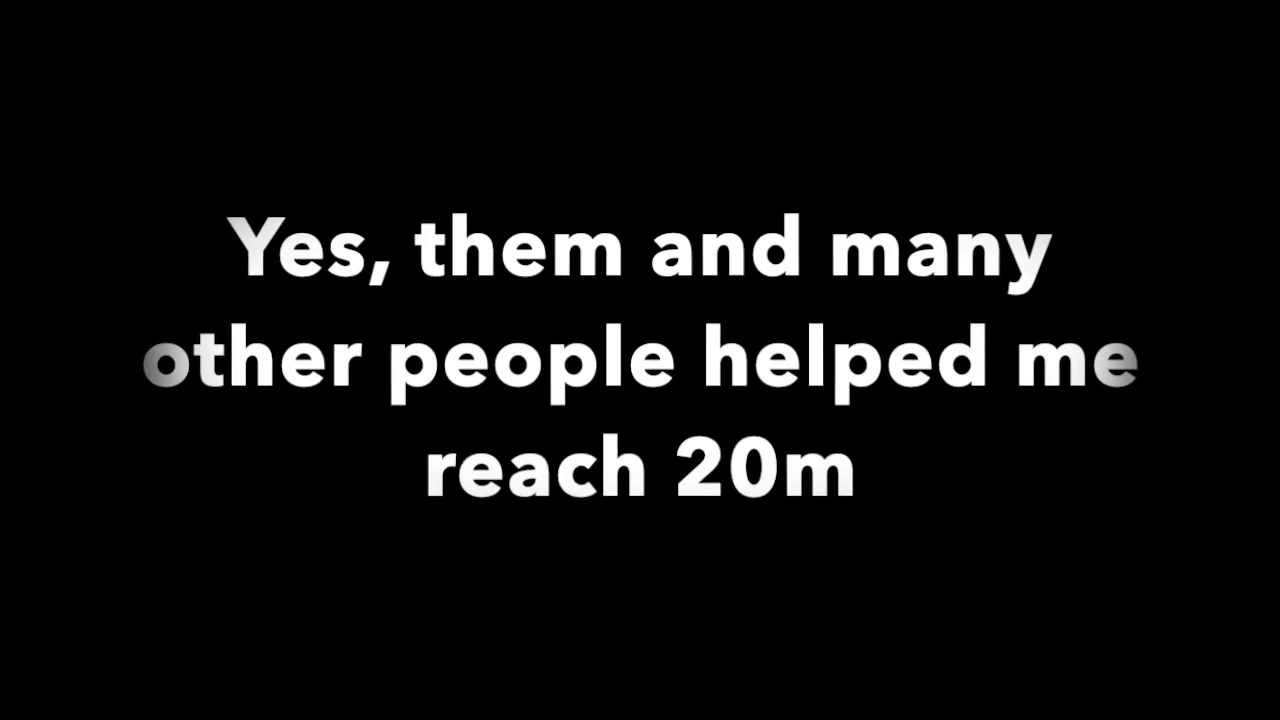 Yes, them and many
other people helped me
reach 20m